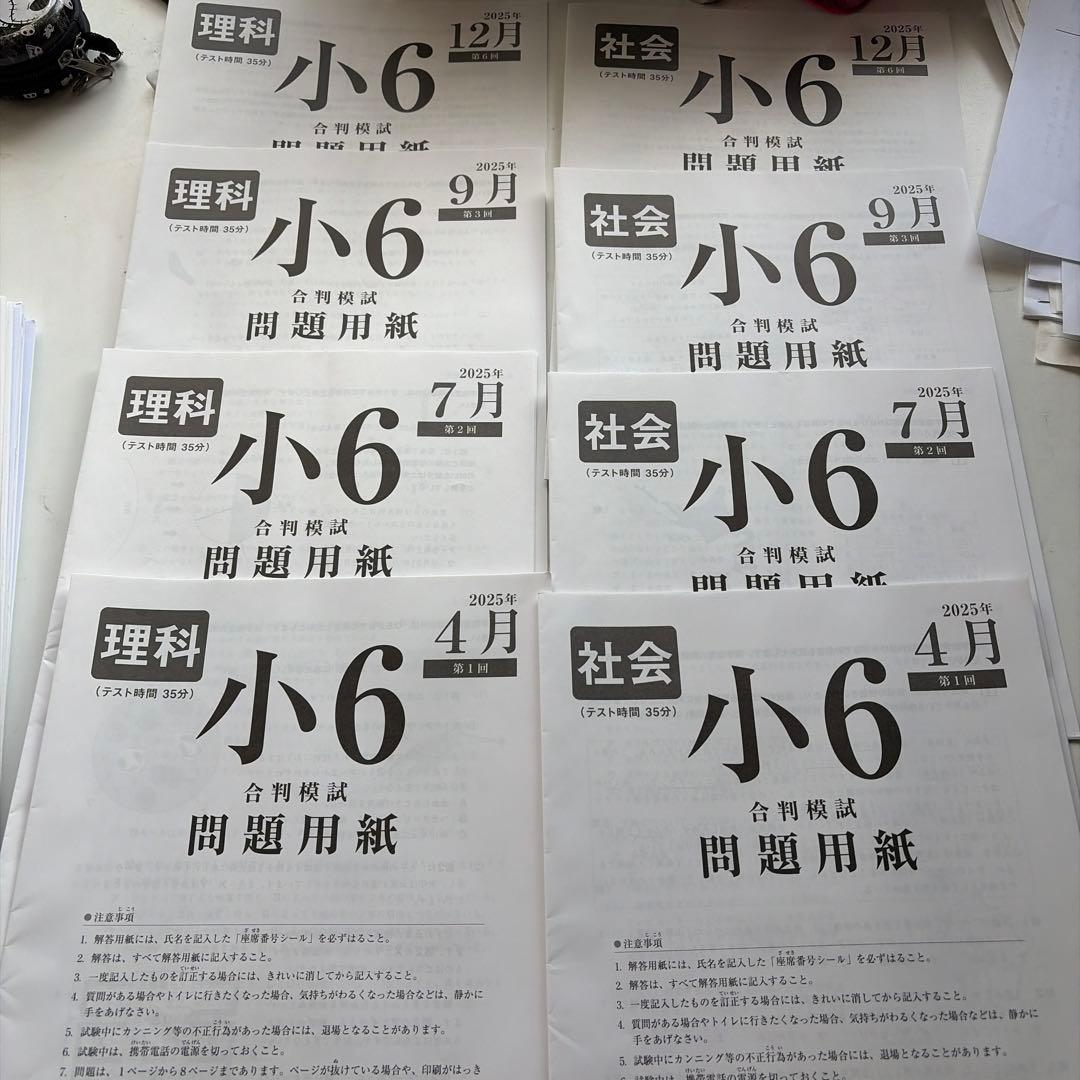 理科
(テスト時間 35分)
小6
2025年
12月
第6回
合判模試
問題用紙
社会
(テスト時間 35分)
小6
2025年
12月
第6回
合判模試
問題用紙
理科
(テスト時間 35分)
小6
2025年
9月
第3回
合判模試
問題用紙
社会
(テスト時間 35分)
小6
2025年
9月
第3回
合判模試
問題用紙
理科
(テスト時間 35分)
小6
2025年
7月
第2回
合判模試
問題用紙
社会
(テスト時間 35分)
小6
2025年
7月
第2回
合判模試
問題用紙
理科
(テスト時間 35分)
小6
2025年
4月
第1回
合判模試
問題用紙
●注意事項
1. 解答用紙には、氏名を記入した「座席番号シール」を必ずはること。
2. 解答は、すべて解答用紙に記入すること。
3. 一度記入したものを訂正する場合には、きれいに消してから記入すること。
4. 質問がある場合やトイレに行きたくなった場合、気持ちがわるくなった場合などは、静かに
手をあげなさい。
5. 試験中にカンニング等の不正行為があった場合には、退場となることがあります。
6. 試験中は、携帯電話の電源を切っておくこと。
7. 問題は、1ページから8ページまであります。ページが抜けている場合や、印刷がはっき
社会
(テスト時間 35分)
小6
2025年
4月
第1回
合判模試
問題用紙
●注意事項
1. 解答用紙には、氏名を記入した「座席番号シール」を必ずはること。
2. 解答は、すべて解答用紙に記入すること。
3. 一度記入したものを訂正する場合には、きれいに消してから記入すること。
4. 質問がある場合やトイレに行きたくなった場合、気持ちがわるくなった場合などは、静かに
手をあげなさい。
5. 試験中にカンニング等の不正行為があった場合には、退場となることがあります。
6. 試験中は、携帯電話の電源を切っておくこと。